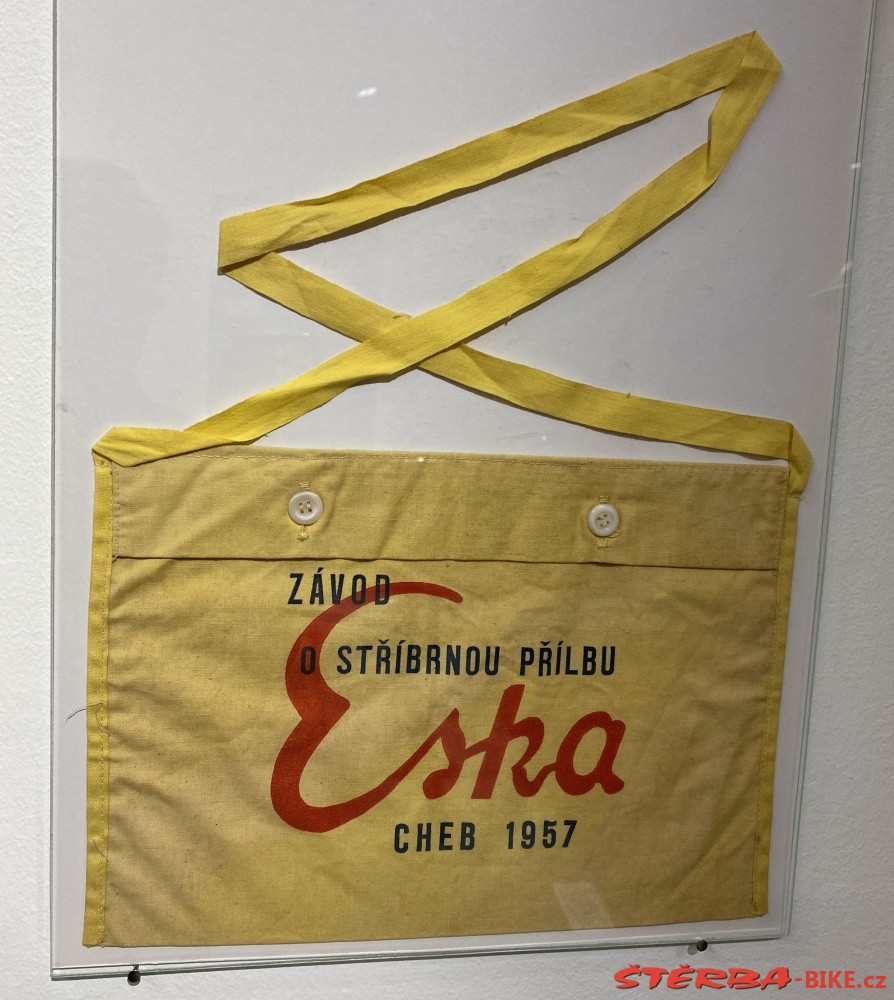 ZÁVOD
O STŘÍBRNOU PŘÍLBU
Eska
CHEB 1957
ŠTĚRBA-BIKE.cz